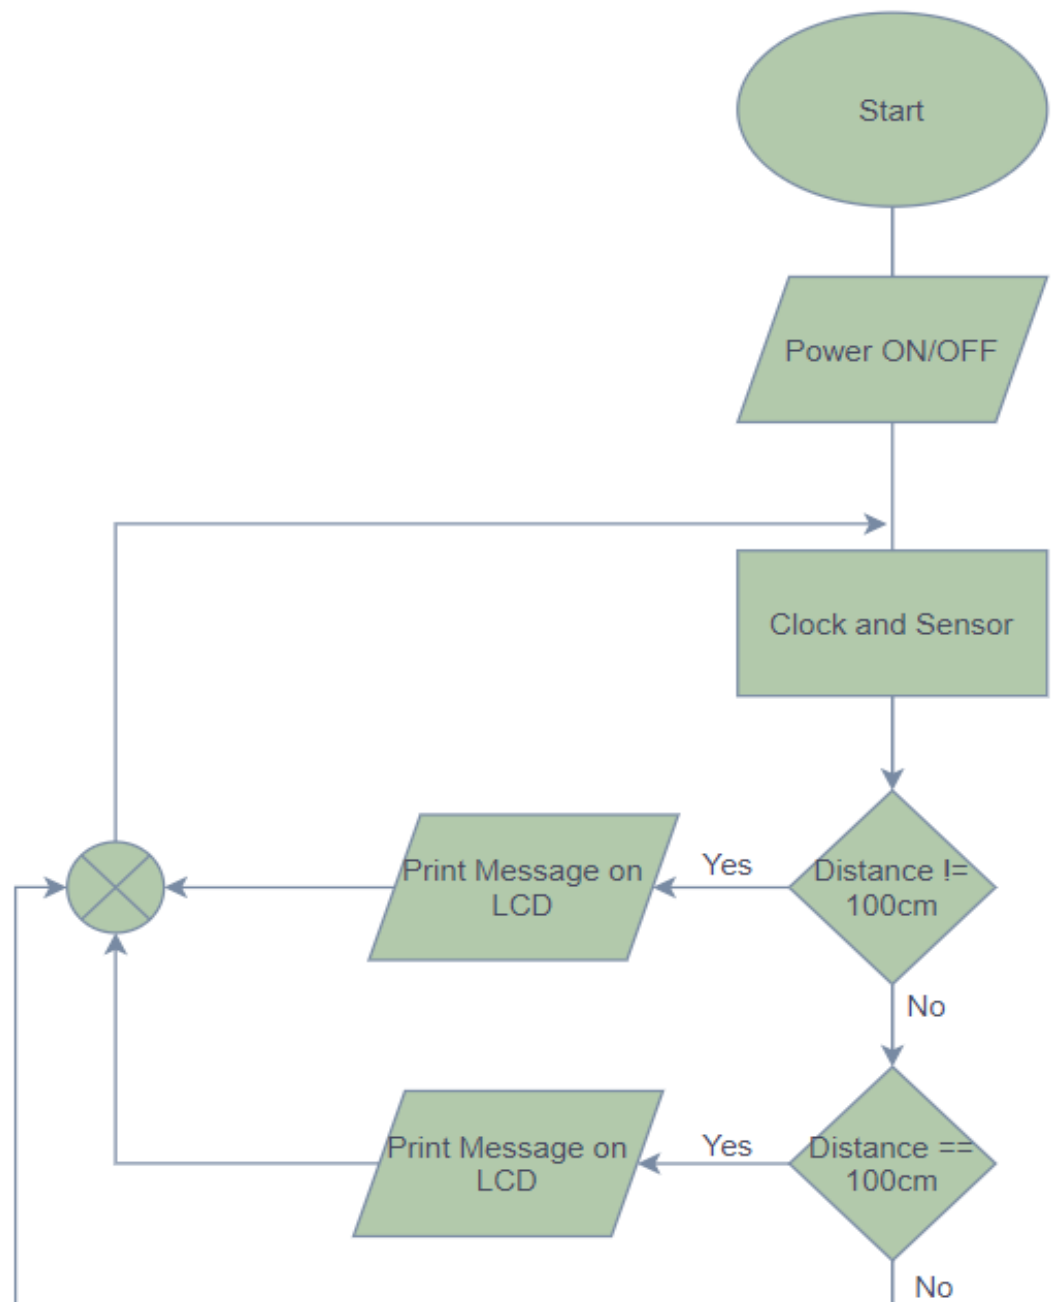 Start
Power ON/OFF
Clock and Sensor
Print Message on
LCD
Yes
Distance !=
100cm
No
Print Message on
LCD
Yes
Distance ==
100cm
No